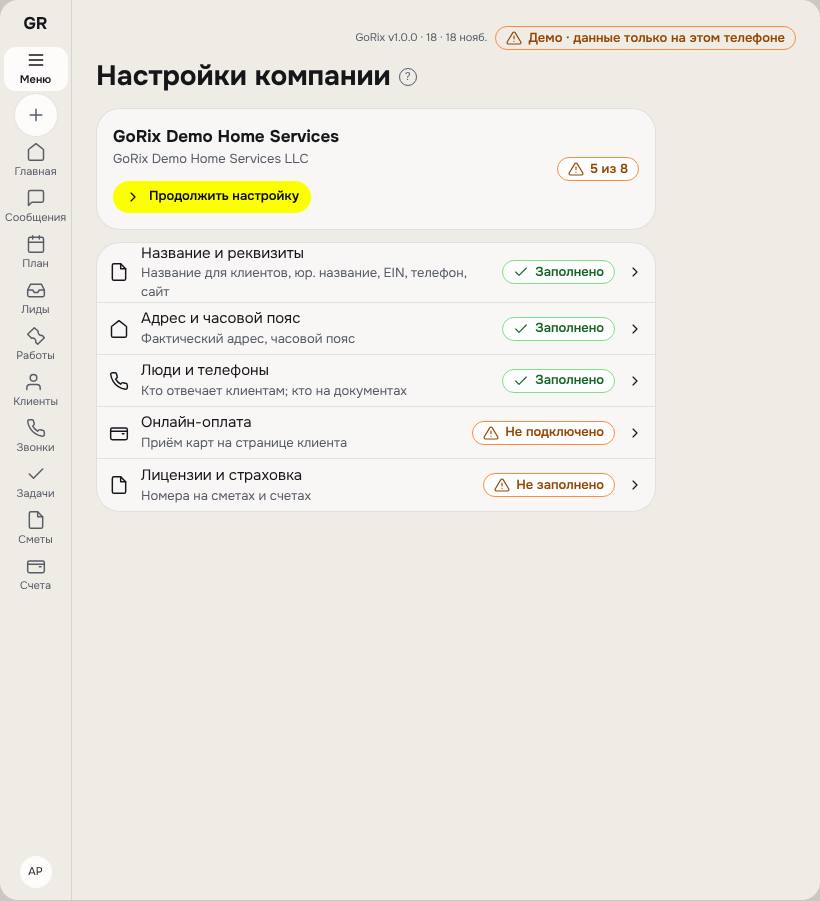 GR
GoRix v1.0.0 · 18 · 18 нояб.
Демо · данные только на этом телефоне
Меню
Настройки компании
?
GoRix Demo Home Services
GoRix Demo Home Services LLC
5 из 8
Продолжить настройку
Главная
Сообщения
План
Лиды
Работы
Клиенты
Звонки
Задачи
Сметы
Счета
Название и реквизиты
Название для клиентов, юр. название, EIN, телефон,
сайт
Заполнено
Адрес и часовой пояс
Фактический адрес, часовой пояс
Заполнено
Люди и телефоны
Кто отвечает клиентам; кто на документах
Заполнено
Онлайн-оплата
Приём карт на странице клиента
Не подключено
Лицензии и страховка
Номера на сметах и счетах
Не заполнено
АР